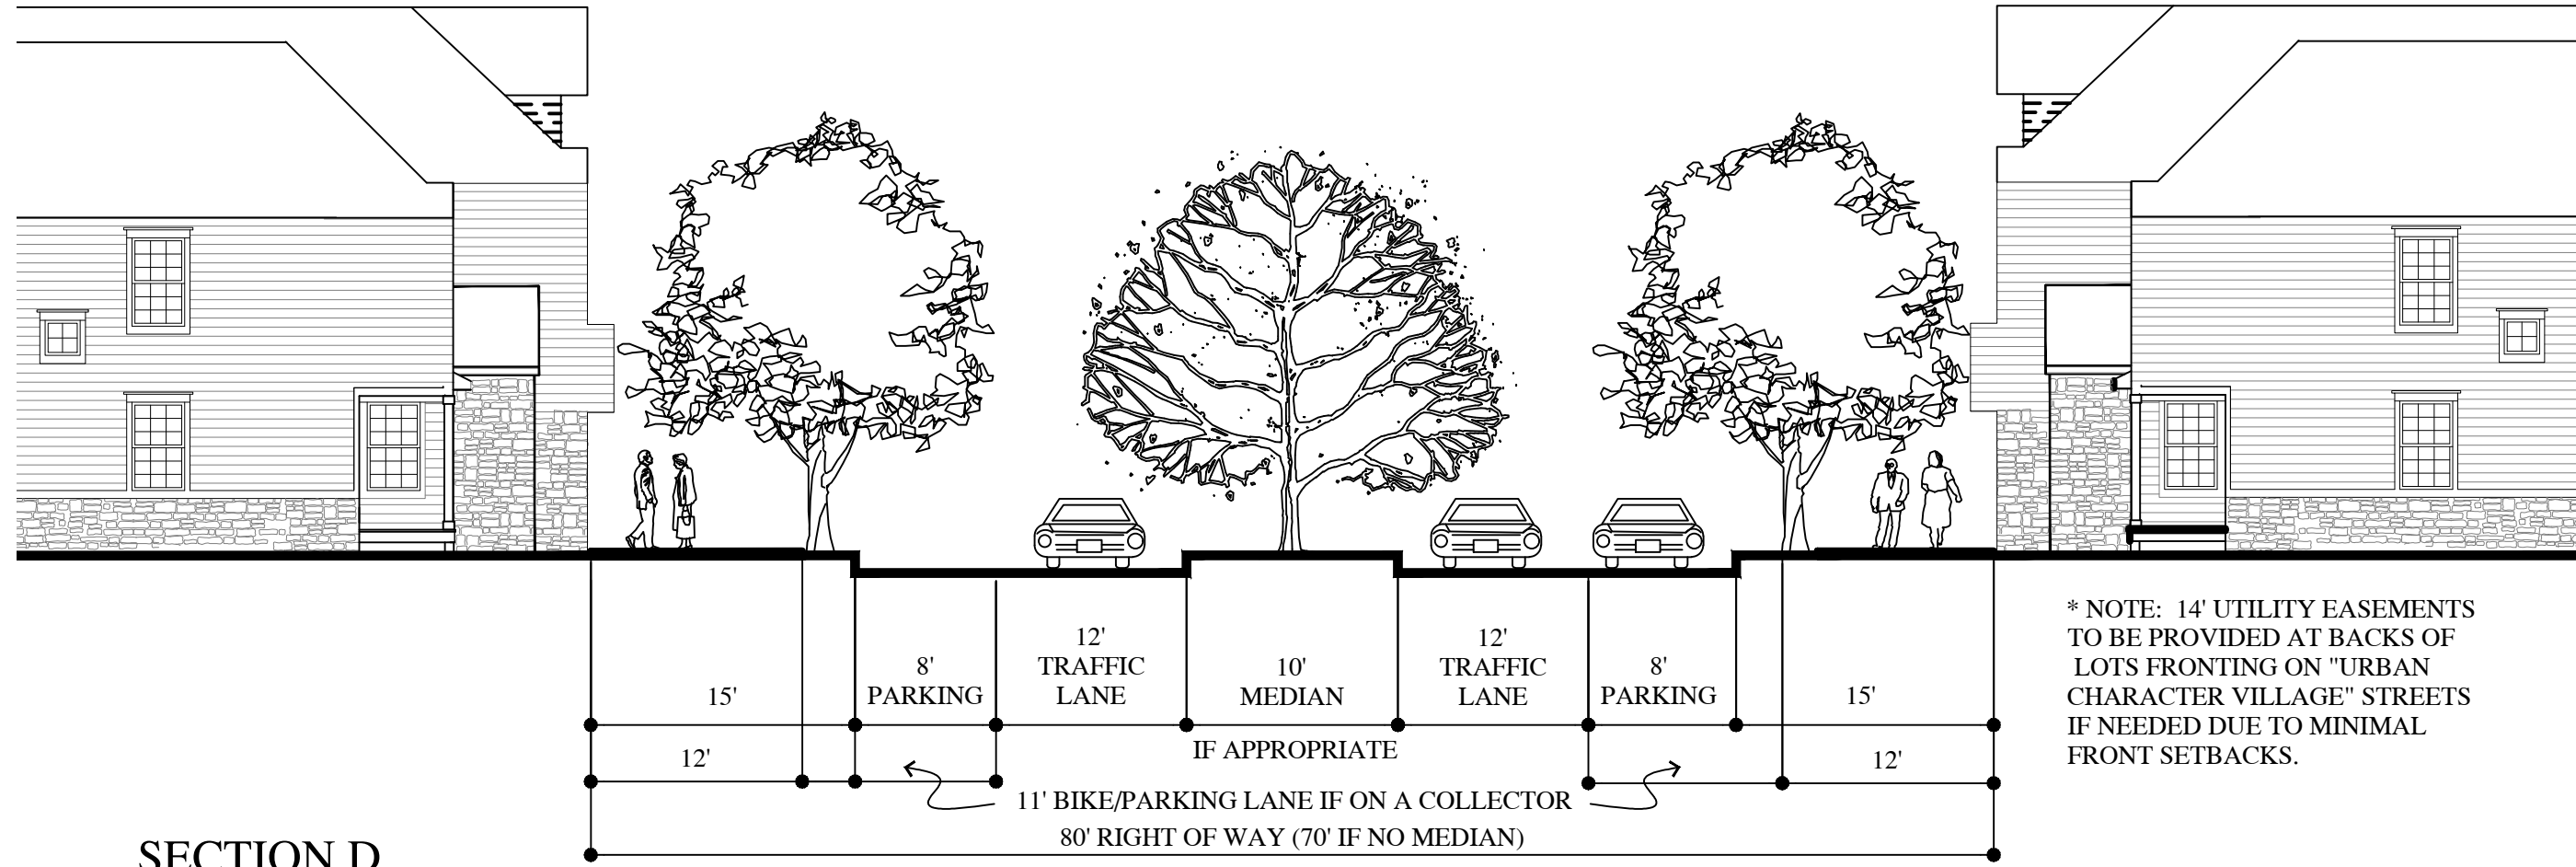 15'
8'
PARKING
12'
TRAFFIC
LANE
10'
MEDIAN
12'
TRAFFIC
LANE
8'
PARKING
15'
12'
IF APPROPRIATE
12'
11' BIKE/PARKING LANE IF ON A COLLECTOR
80' RIGHT OF WAY (70' IF NO MEDIAN)
* NOTE: 14' UTILITY EASEMENTS
TO BE PROVIDED AT BACKS OF
LOTS FRONTING ON "URBAN
CHARACTER VILLAGE" STREETS
IF NEEDED DUE TO MINIMAL
FRONT SETBACKS.
SECTION D